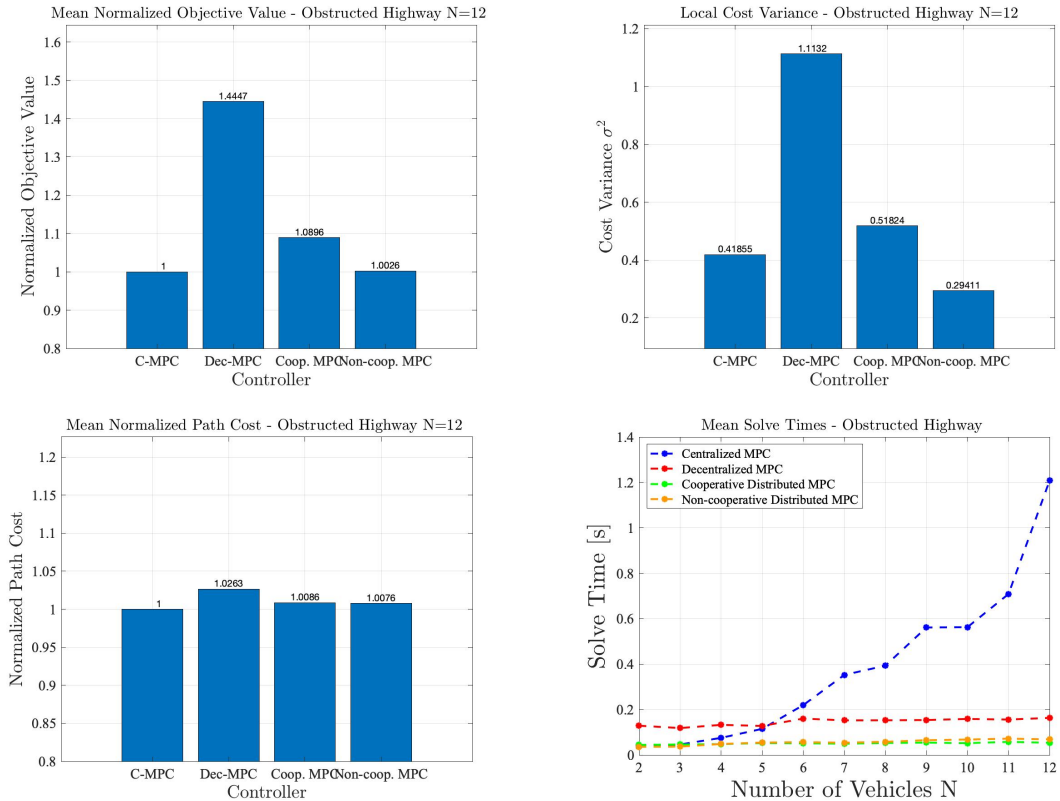 Mean Normalized Objective Value - Obstructed Highway N=12
Normalized Objective Value
1.6
1.5
1.4
1.3
1.2
1.1
1
0.9
0.8
1
1.4447
1.0896
1.0026
C-MPC Dec-MPC Coop. MPC Non-coop. MPC
Controller
Local Cost Variance - Obstructed Highway N=12
Cost Variance σ²
1.2
1
0.8
0.6
0.4
0.2
0.41855
1.1132
0.51824
0.29411
C-MPC Dec-MPC Coop. MPC Non-coop. MPC
Controller
Mean Normalized Path Cost - Obstructed Highway N=12
Normalized Path Cost
1.2
1.15
1.1
1.05
1
0.95
0.9
0.85
0.8
1
1.0263
1.0086
1.0076
C-MPC Dec-MPC Coop. MPC Non-coop. MPC
Controller
Mean Solve Times - Obstructed Highway
Solve Time [s]
1.4
1.2
1
0.8
0.6
0.4
0.2
0
Centralized MPC
Decentralized MPC
Cooperative Distributed MPC
Non-cooperative Distributed MPC
2 3 4 5 6 7 8 9 10 11 12
Number of Vehicles N